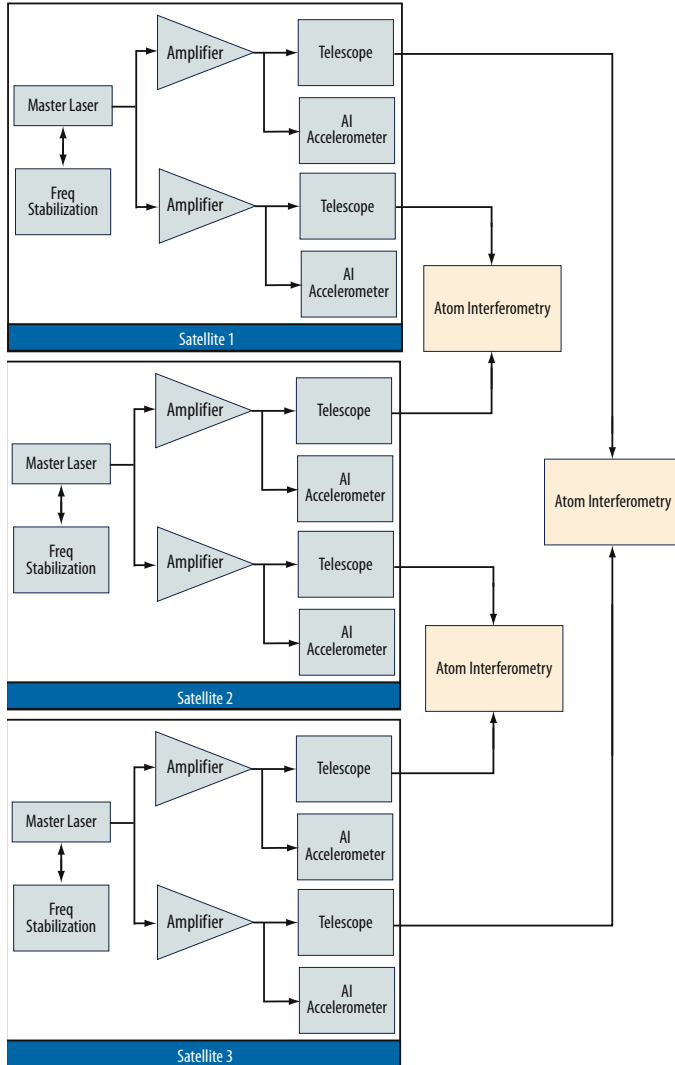 Amplifier
Telescope
Master Laser
AI
Accelerometer
Freq
Stabilization
Amplifier
Telescope
AI
Accelerometer
Atom Interferometry
Satellite 1
Amplifier
Telescope
Master Laser
AI
Accelerometer
Atom Interferometry
Freq
Stabilization
Amplifier
Telescope
AI
Accelerometer
Atom Interferometry
Satellite 2
Amplifier
Telescope
Master Laser
AI
Accelerometer
Freq
Stabilization
Amplifier
Telescope
AI
Accelerometer
Satellite 3